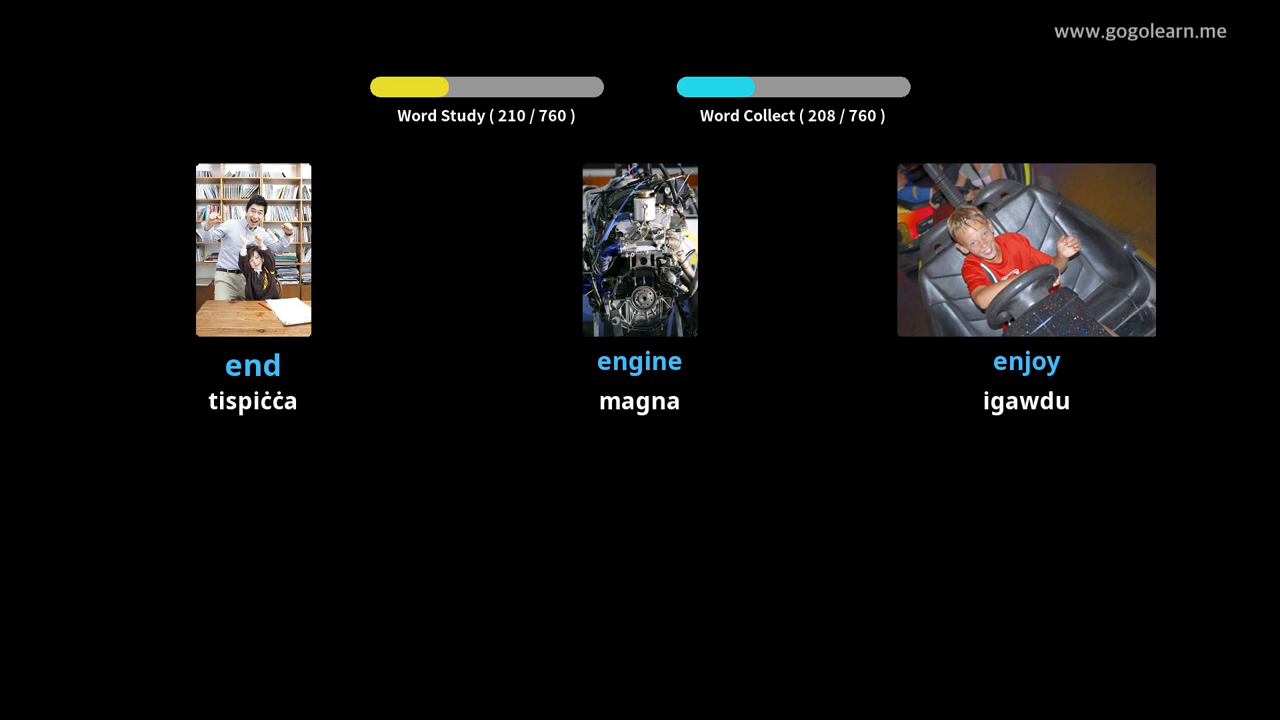 www.gogolearn.me
Word Study ( 210 / 760 )
Word Collect ( 208 / 760 )
end
tispiċċa
engine
magna
enjoy
igawdu